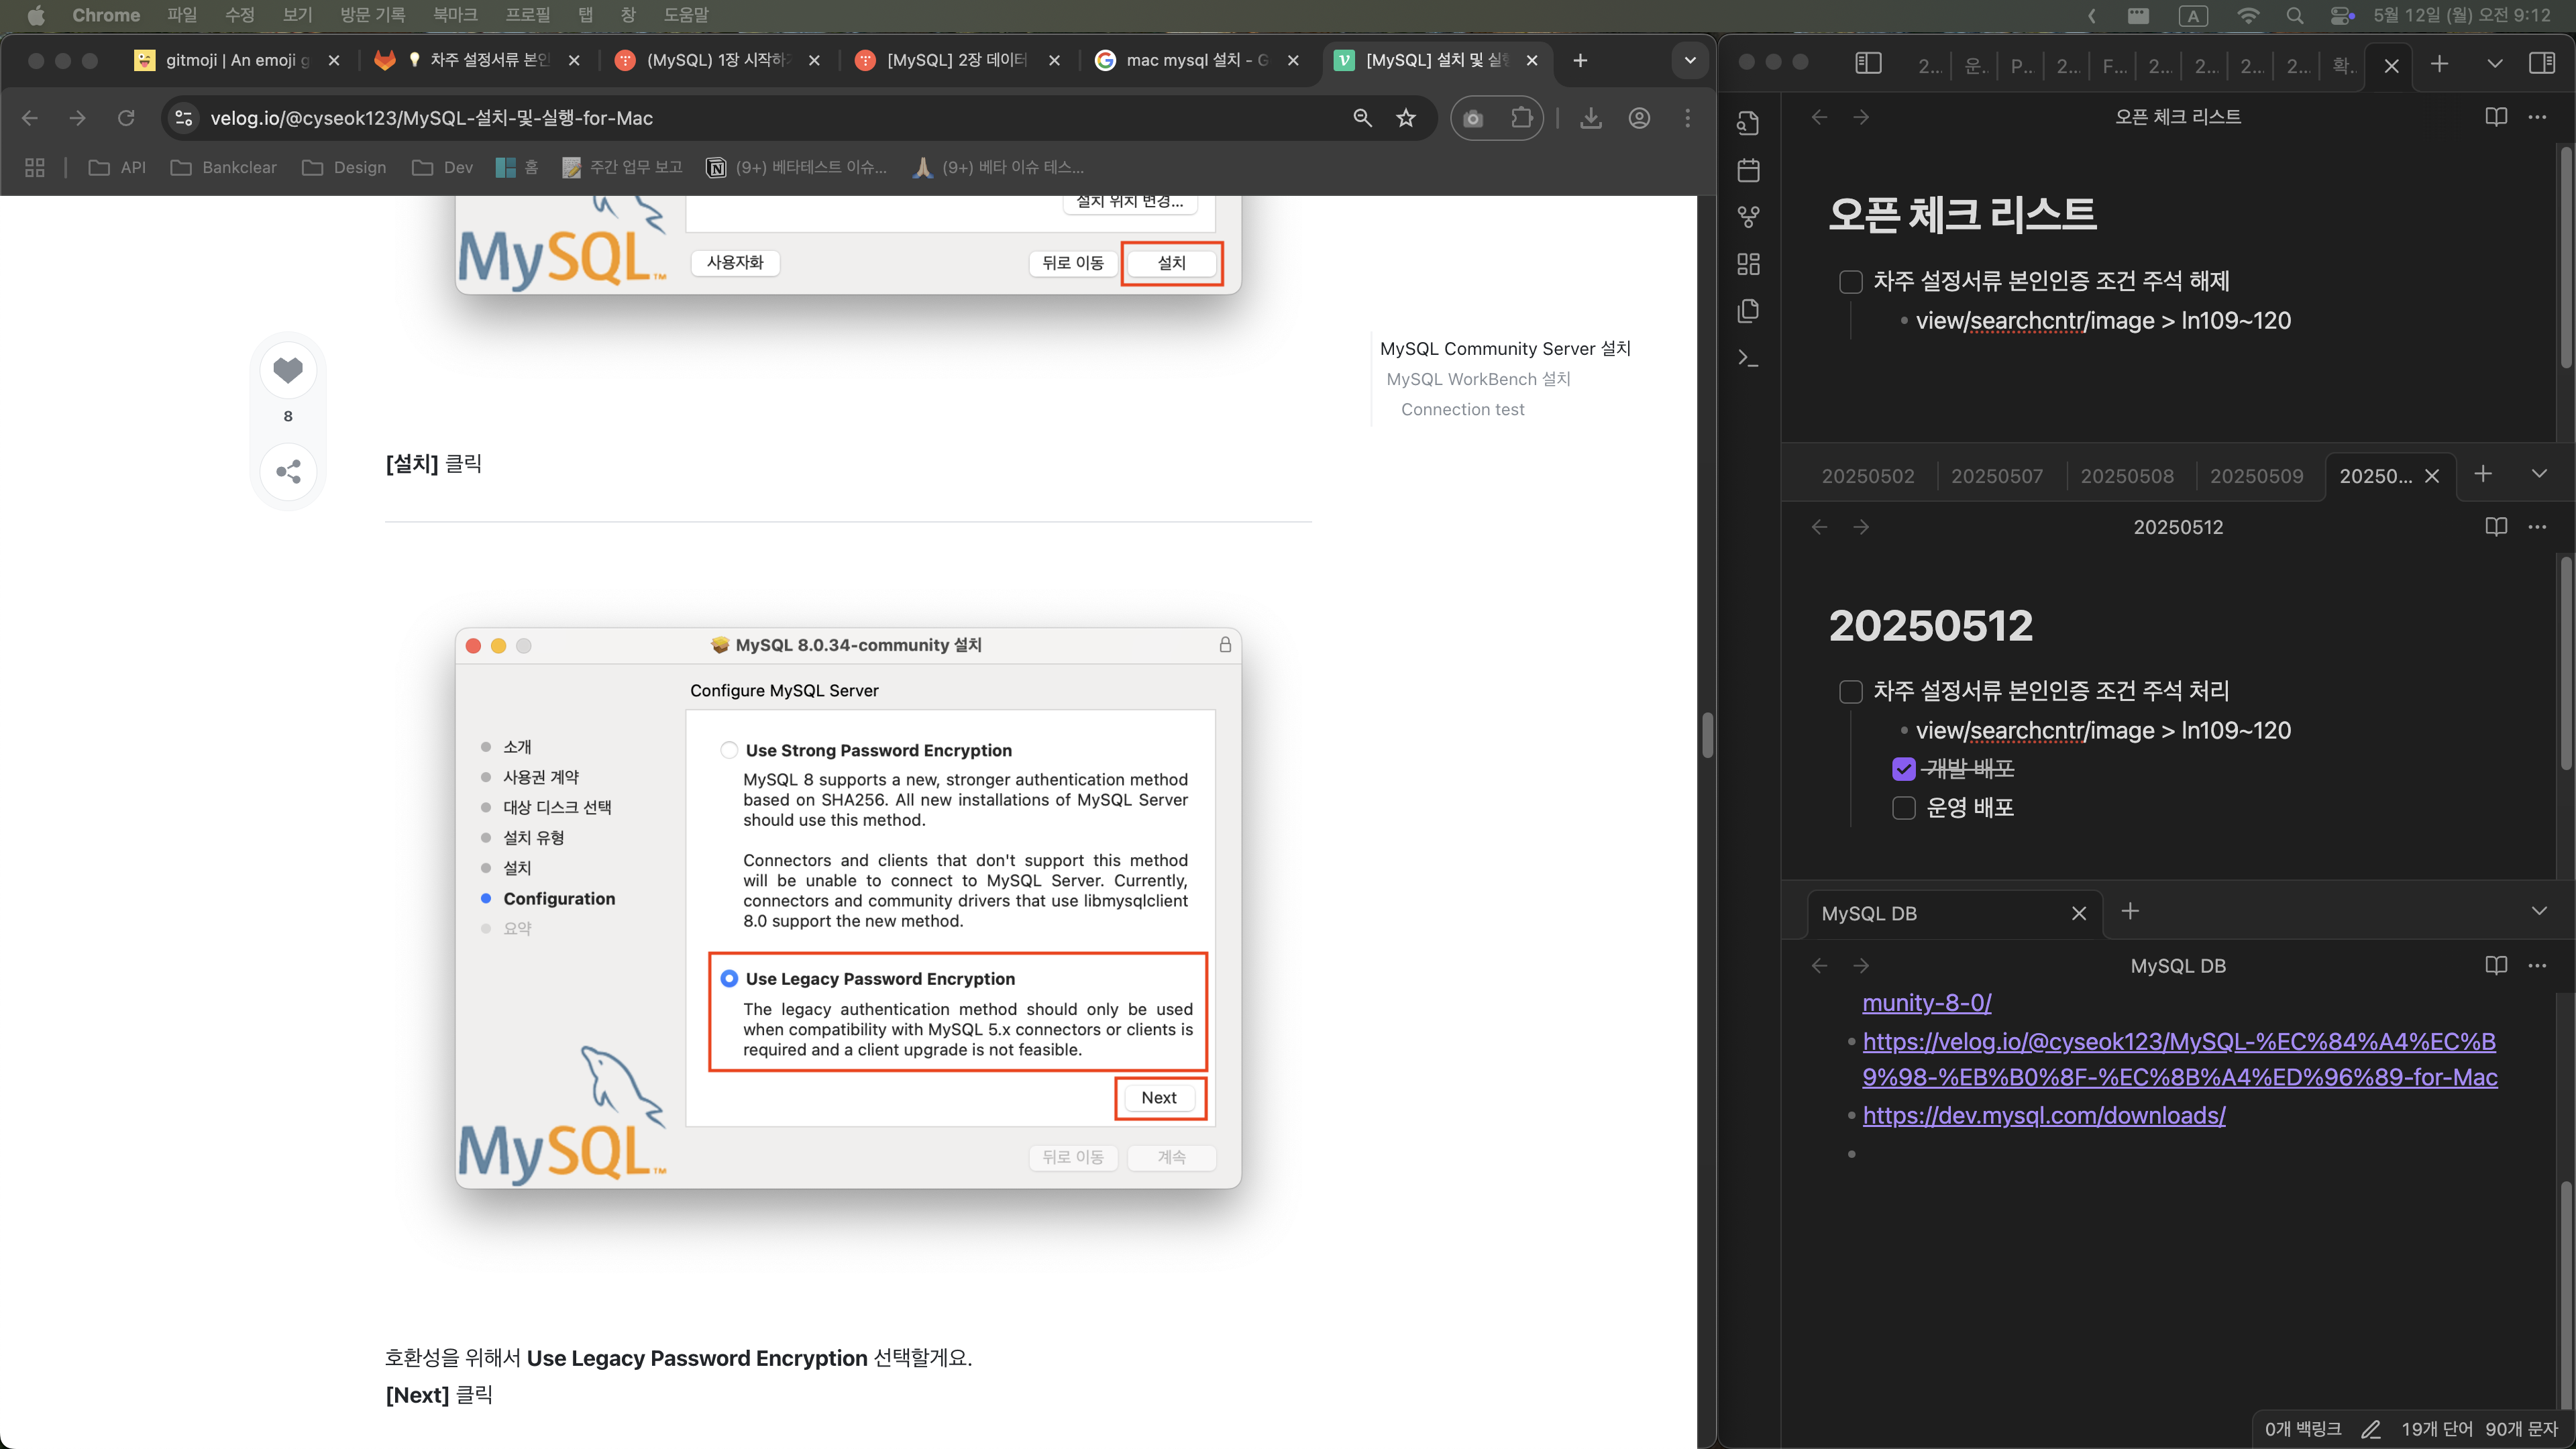 Chrome 파일 수정 보기 방문 기록 북마크 프로필 탭 창 도움말
A 5월 12일 (월) 오전 9:12
gitmoji | An emoji g
차주 설정서류 본인
(MySQL) 1장 시작하
[MySQL] 2장 데이터
mac mysql 설치 - G
[MySQL] 설치 및 실
velog.io/@cyseok123/MySQL-설치-및-실행-for-Mac
API Bankclear Design Dev 홈 주간 업무 보고 (9+) 베타테스트 이슈... (9+) 베타 이슈 테스...
설치 위치 변경...
MySQL™
사용자화 뒤로 이동 설치
8
MySQL Community Server 설치
MySQL WorkBench 설치
Connection test
[설치] 클릭
MySQL 8.0.34-community 설치
Configure MySQL Server
소개
사용권 계약
대상 디스크 선택
설치 유형
설치
Configuration
요약
Use Strong Password Encryption
MySQL 8 supports a new, stronger authentication method
based on SHA256. All new installations of MySQL Server
should use this method.
Connectors and clients that don't support this method
will be unable to connect to MySQL Server. Currently,
connectors and community drivers that use libmysqlclient
8.0 support the new method.
Use Legacy Password Encryption
The legacy authentication method should only be used
when compatibility with MySQL 5.x connectors or clients is
required and a client upgrade is not feasible.
Next
MySQL™
뒤로 이동 계속
호환성을 위해서 Use Legacy Password Encryption 선택할게요.
[Next] 클릭
2... 운.. P... 2... F... 2... 2... 2... 2... 확..
오픈 체크 리스트
오픈 체크 리스트
차주 설정서류 본인인증 조건 주석 해제
view/searchcntr/image > ln109~120
20250502 20250507 20250508 20250509 20250...
20250512
20250512
차주 설정서류 본인인증 조건 주석 처리
view/searchcntr/image > ln109~120
개발 배포
운영 배포
MySQL DB
MySQL DB
munity-8-0/
https://velog.io/@cyseok123/MySQL-%EC%84%A4%EC%B
9%98-%EB%B0%8F-%EC%8B%A4%ED%96%89-for-Mac
https://dev.mysql.com/downloads/
0개 백링크 19개 단어 90개 문자